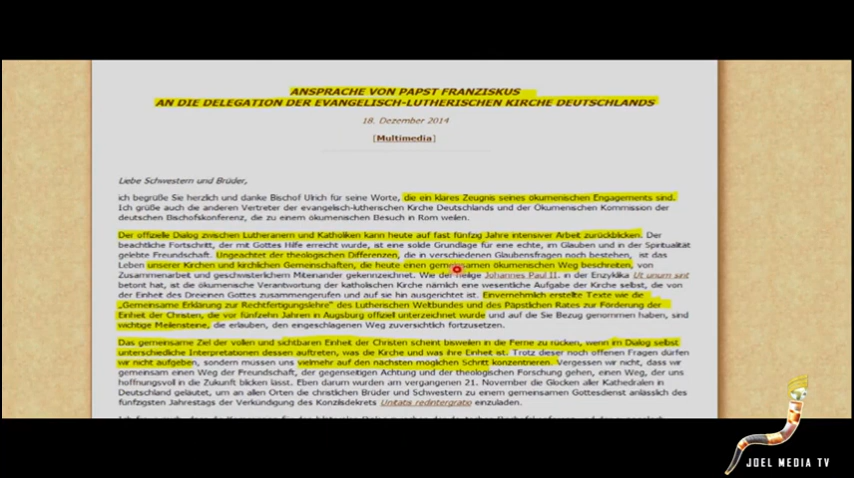 ANSPRACHE VON PAPST FRANZISKUS
AN DIE DELEGATION DER EVANGELISCH-LUTHERISCHEN KIRCHE DEUTSCHLANDS
18. Dezember 2014
[Multimedia]
Liebe Schwestern und Brüder,
ich begrüße Sie herzlich und danke Bischof Ulrich für seine Worte, die ein klares Zeugnis seines ökumenischen Engagements sind.
Ich grüße auch die anderen Vertreter der evangelisch-lutherischen Kirche Deutschlands und der Ökumenischen Kommission der
deutschen Bischofskonferenz, die zu einem ökumenischen Besuch in Rom weilen.
Der offizielle Dialog zwischen Lutheranern und Katholiken kann heute auf fast fünfzig Jahre intensiver Arbeit zurückblicken. Der
beachtliche Fortschritt, der mit Gottes Hilfe erreicht wurde, ist eine solide Grundlage für eine echte, im Glauben und in der Spiritualität
gelebte Freundschaft. Ungeachtet der theologischen Differenzen, die in verschiedenen Glaubensfragen noch bestehen, ist das
Leben unserer Kirchen und kirchlichen Gemeinschaften, die heute einen gemeinsamen ökumenischen Weg beschreiten, von
Zusammenarbeit und geschwisterlichem Miteinander gekennzeichnet. Wie der heilige Johannes Paul II. in der Enzyklika Ut unum sint
betont hat, ist die ökumenische Verantwortung der katholischen Kirche nämlich eine wesentliche Aufgabe der Kirche selbst, die von
der Einheit des Dreieinen Gottes zusammengerufen und auf sie hin ausgerichtet ist. Einvernehmlich erstellte Texte wie die
„Gemeinsame Erklärung zur Rechtfertigungslehre" des Lutherischen Weltbundes und des Päpstlichen Rates zur Förderung der
Einheit der Christen, die vor fünfzehn Jahren in Augsburg offiziell unterzeichnet wurde und auf die Sie Bezug genommen haben, sind
wichtige Meilensteine, die erlauben, den eingeschlagenen Weg zuversichtlich fortzusetzen.
Das gemeinsame Ziel der vollen und sichtbaren Einheit der Christen scheint bisweilen in die Ferne zu rücken, wenn im Dialog selbst
unterschiedliche Interpretationen dessen auftreten, was die Kirche und was ihre Einheit ist. Trotz dieser noch offenen Fragen dürfen
wir nicht aufgeben, sondern müssen uns vielmehr auf den nächsten möglichen Schritt konzentrieren. Vergessen wir nicht, dass wir
gemeinsam einen Weg der Freundschaft, der gegenseitigen Achtung und der theologischen Forschung gehen, einen Weg, der uns
hoffnungsvoll in die Zukunft blicken lässt. Eben darum wurden am vergangenen 21. November die Glocken aller Kathedralen in
Deutschland geläutet, um an allen Orten die christlichen Brüder und Schwestern zu einem gemeinsamen Gottesdienst anlässlich des
fünfzigsten Jahrestags der Verkündigung des Konzilsdekrets Unitatis redintegratio einzuladen.
JOEL MEDIA TV